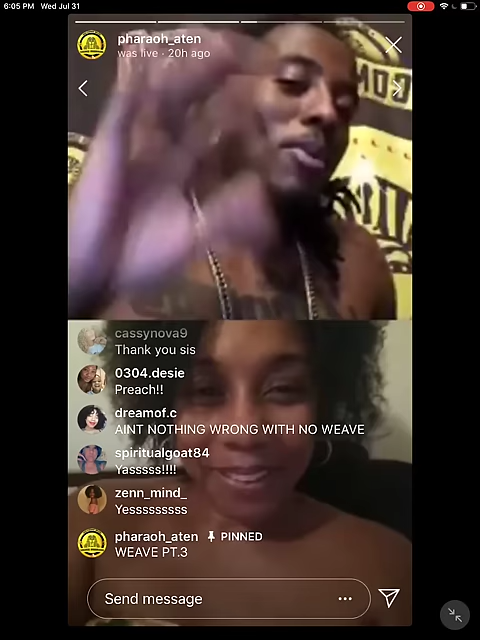 6:05 PM Wed Jul 31
pharaoh_aten
was live · 20h ago
cassynova9
Thank you sis
0304.desie
Preach!!
dreamof.c
AINT NOTHING WRONG WITH NO WEAVE
spiritualgoat84
Yasssss!!!!
zenn_mind_
Yesssssssss
pharaoh_aten PINNED
WEAVE PT.3
Send message